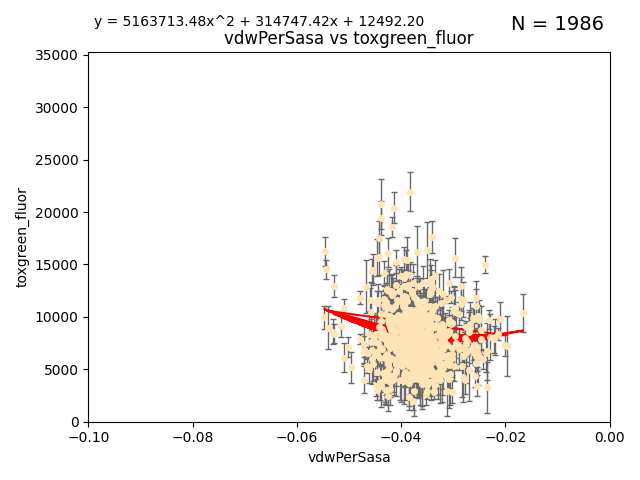 y = 5163713.48x^2 + 314747.42x + 12492.20
N = 1986
vdwPerSasa vs toxgreen_fluor
35000
30000
25000
20000
15000
10000
5000
0
toxgreen_fluor
−0.10
−0.08
−0.06
−0.04
−0.02
0.00
vdwPerSasa